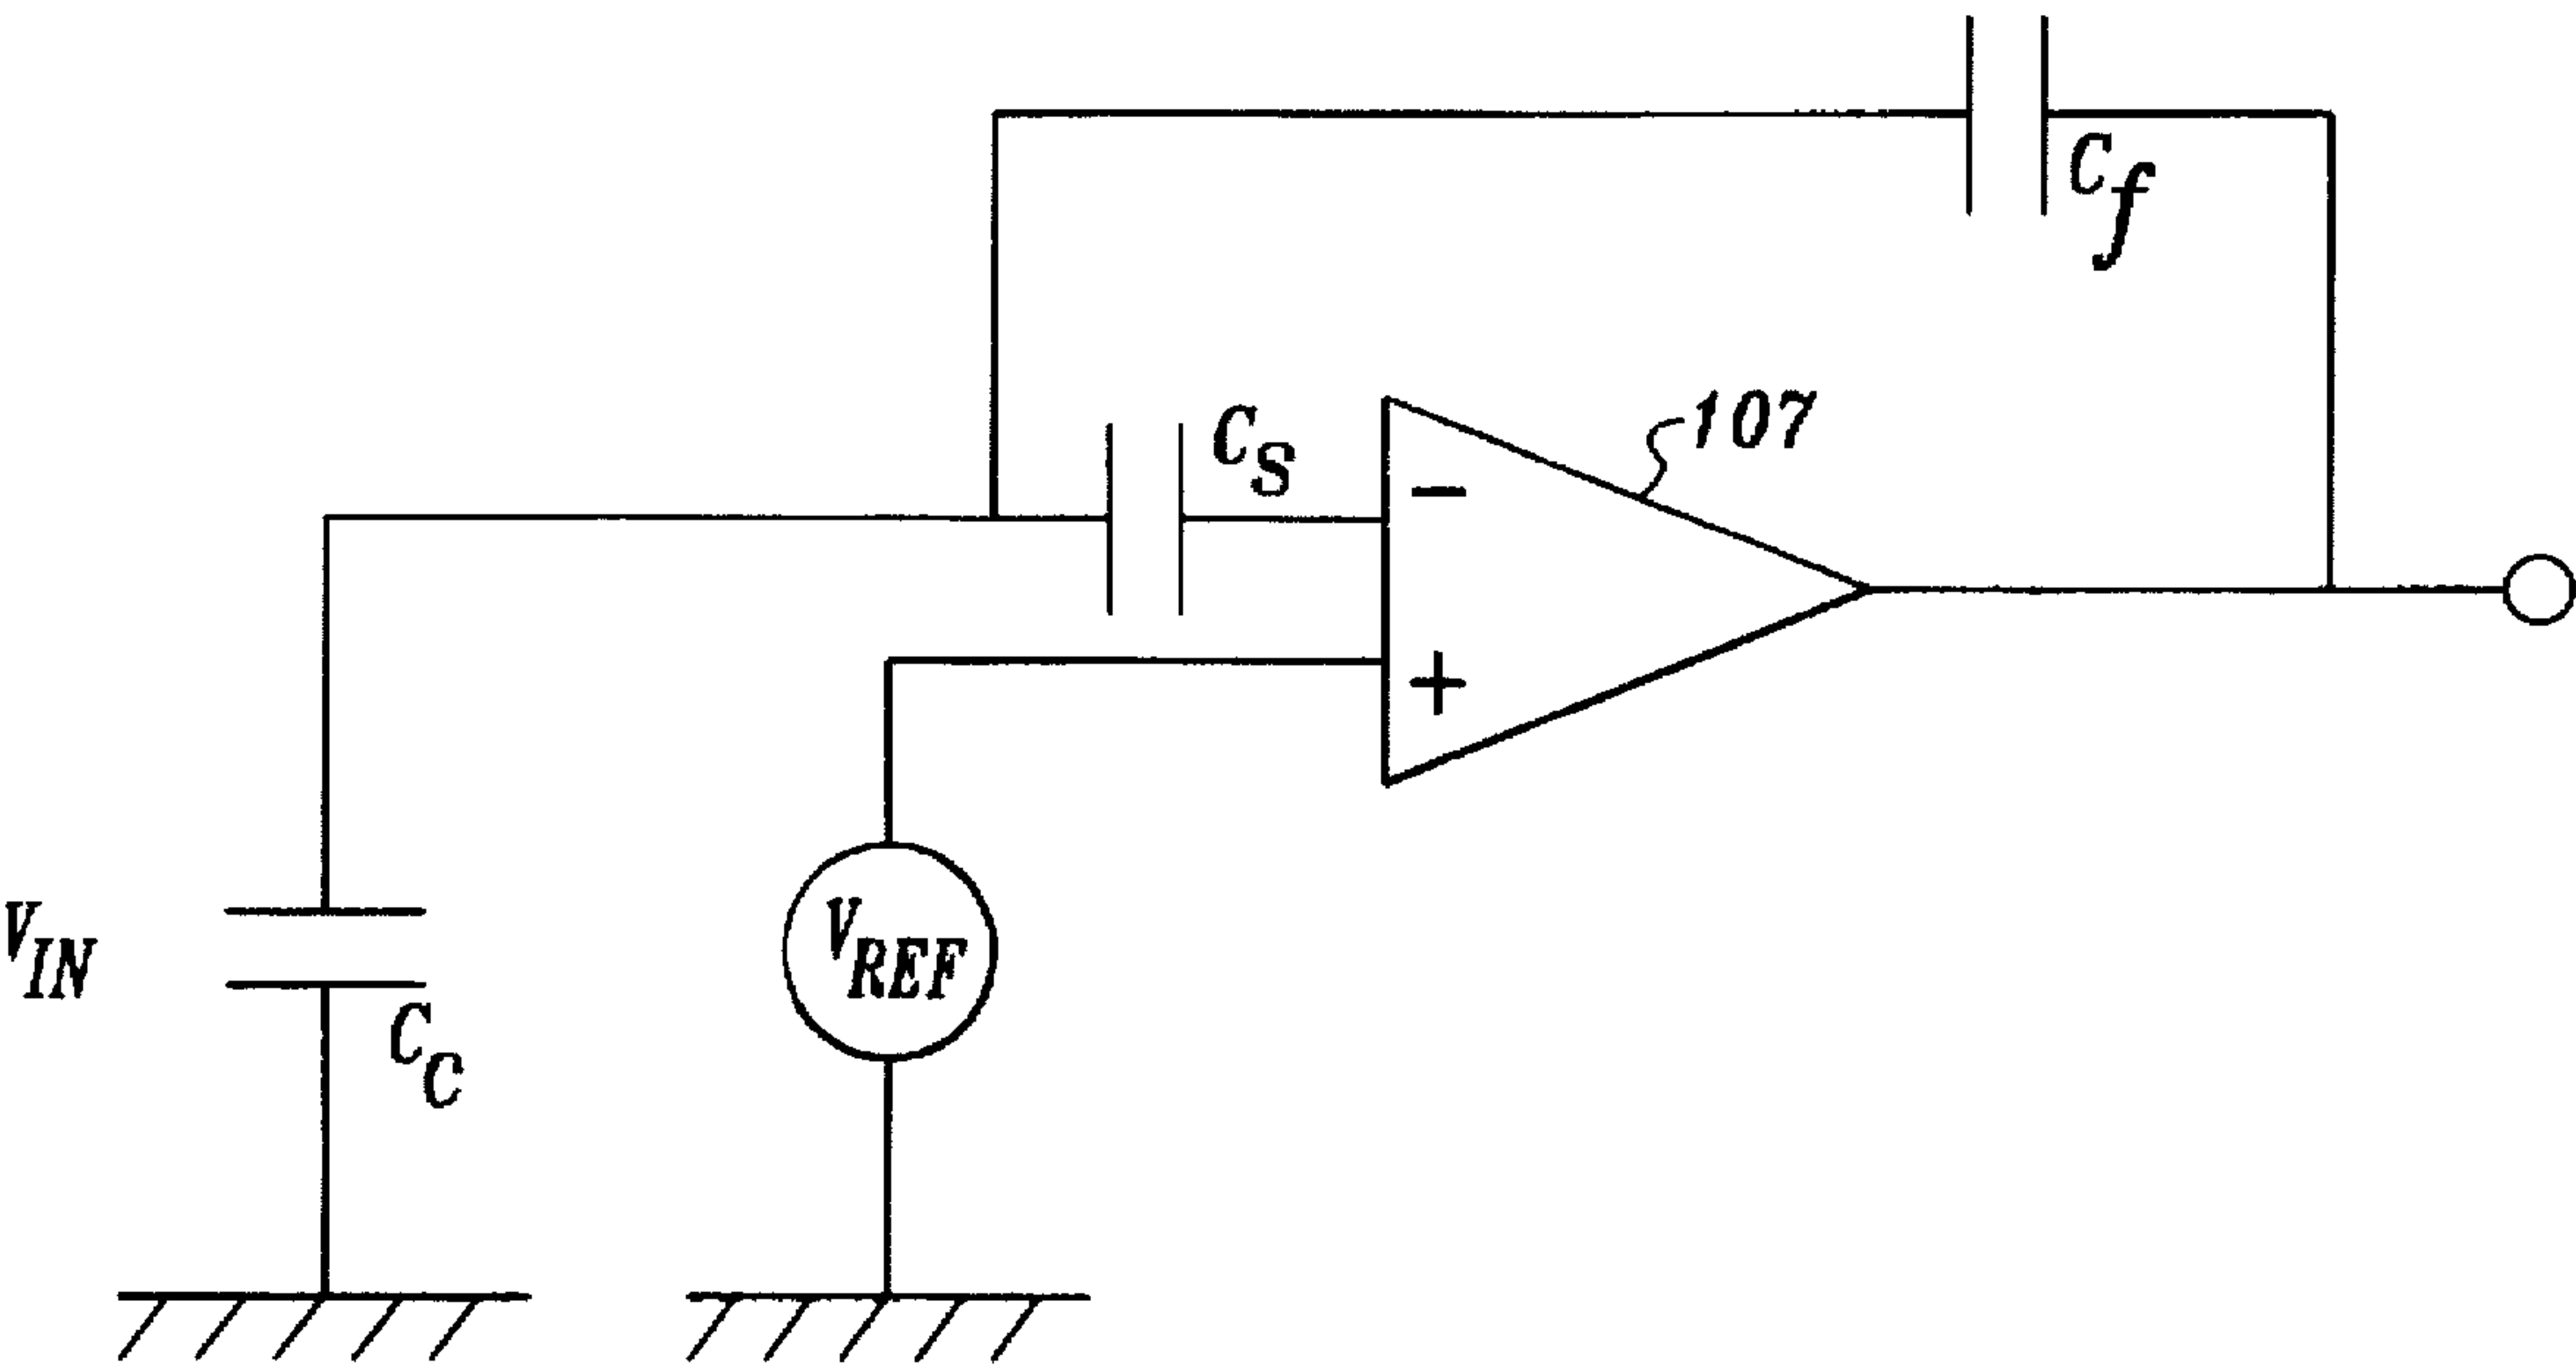 C_f
C_S
107
-
+
V_IN
V_REF
C_C